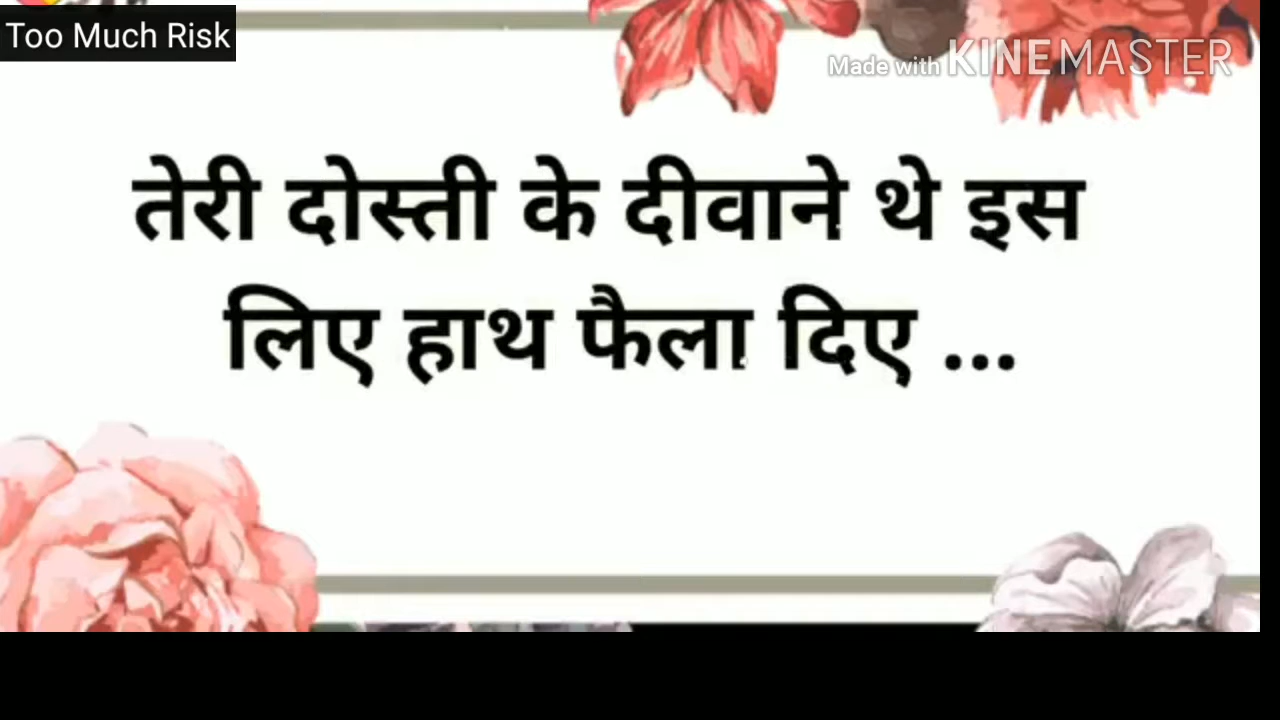 Too Much Risk
Made with KINEMASTER
तेरी दोस्ती के दीवाने थे इस
लिए हाथ फैला दिए ...